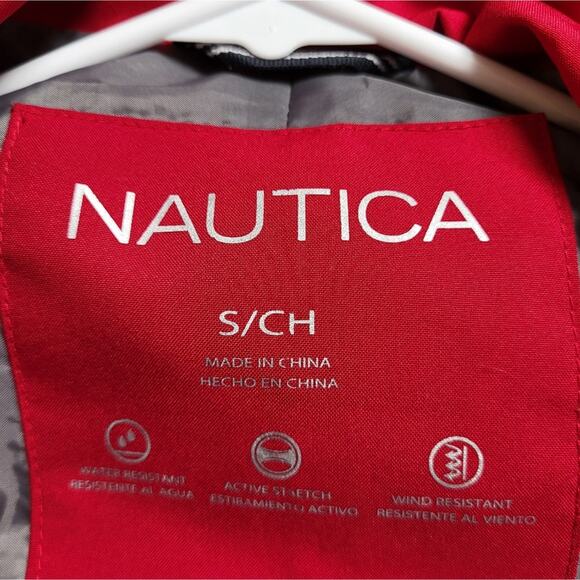 NAUTICA
S/CH
MADE IN CHINA
HECHO EN CHINA
WATER RESISTANT
RESISTENTE AL AGUA
ACTIVE STRETCH
ESTIRAMIENTO ACTIVO
WIND RESISTANT
RESISTENTE AL VIENTO